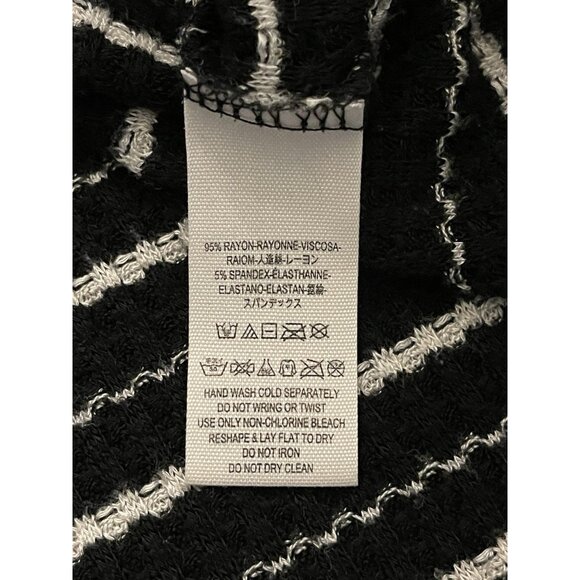 95% RAYON-RAYONNE-VISCOSA-
RAIOM-人造絲-レーヨン
5% SPANDEX-ÉLASTHANNE-
ELASTANO-ELASTAN-
スパンデックス
HAND WASH COLD SEPARATELY
DO NOT WRING OR TWIST
USE ONLY NON-CHLORINE BLEACH
RESHAPE & LAY FLAT TO DRY
DO NOT IRON
DO NOT DRY CLEAN